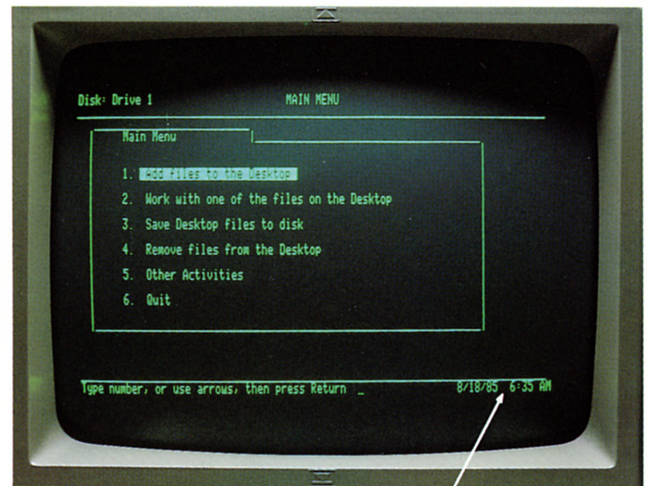 Disk: Drive 1 MAIN MENU
Main Menu
1. Add files to the Desktop
2. Work with one of the files on the Desktop
3. Save Desktop files to disk
4. Remove files from the Desktop
5. Other Activities
6. Quit
Type number, or use arrows, then press Return _ 8/18/85 6:35 AM